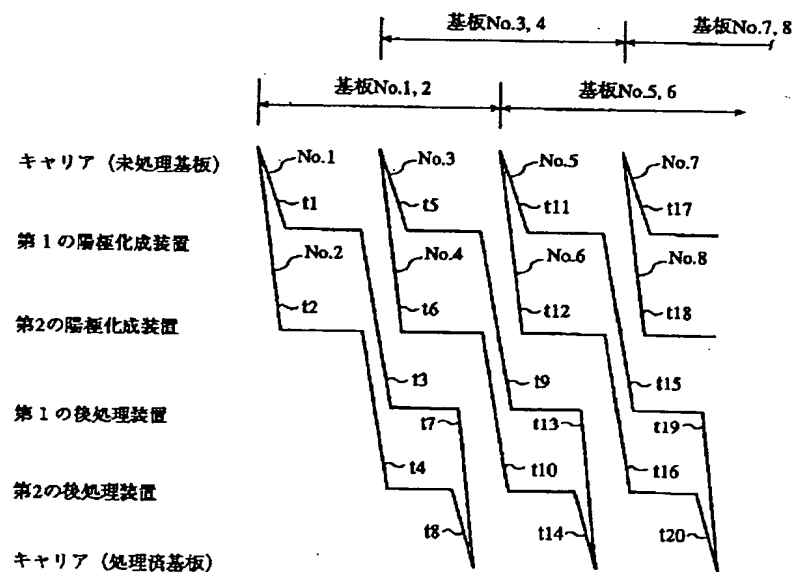 基板No.3, 4
基板No.7, 8
基板No.1, 2
基板No.5, 6
キャリア (未処理基板)
No.1
No.3
No.5
No.7
t1
t5
t11
t17
第1の陽極化成装置
No.2
No.4
No.6
No.8
t2
t6
t12
t18
第2の陽極化成装置
t3
t9
t15
第1の後処理装置
t7
t13
t19
t4
t10
t16
第2の後処理装置
t8
t14
t20
キャリア (処理済基板)